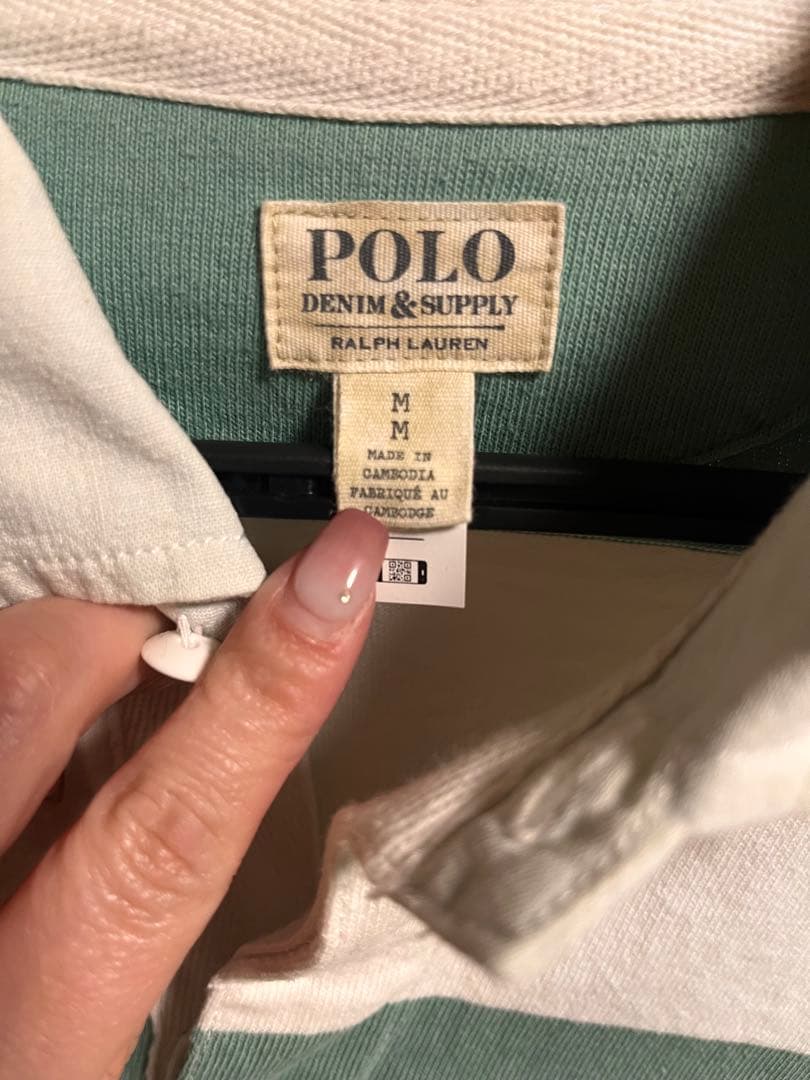 POLO
DENIM & SUPPLY
RALPH LAUREN
M
M
MADE IN
CAMBODIA
FABRIQUÉ AU
CAMBODGE